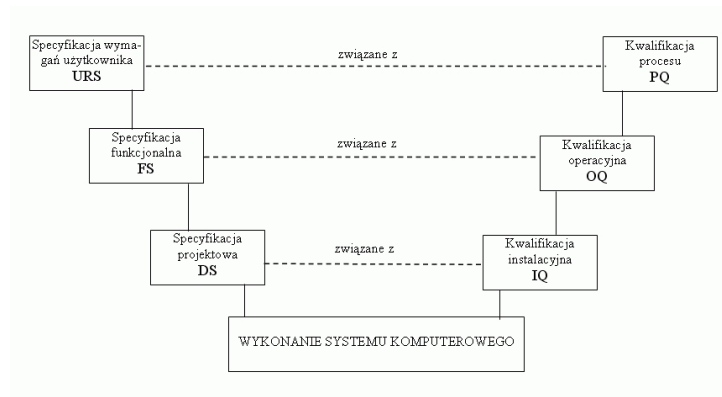 Specyfikacja wyma-
gań użytkownika
URS
związane z
Kwalifikacja
procesu
PQ
Specyfikacja
funkcjonalna
FS
związane z
Kwalifikacja
operacyjna
OQ
Specyfikacja
projektowa
DS
związane z
Kwalifikacja
instalacyjna
IQ
WYKONANIE SYSTEMU KOMPUTEROWEGO